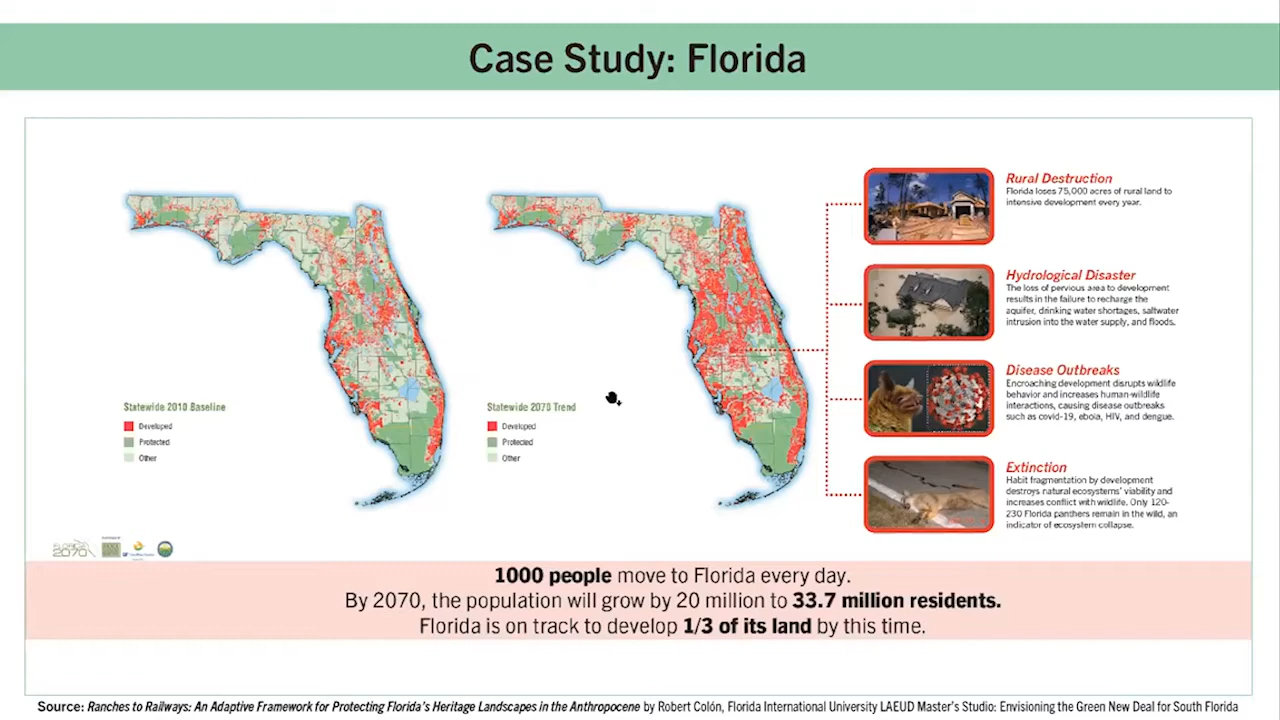 Case Study: Florida
Statewide 2010 Baseline
Developed
Protected
Other
Statewide 2070 Trend
Developed
Protected
Other
Rural Destruction
Florida loses 75,000 acres of rural land to
intensive development every year.
Hydrological Disaster
The loss of pervious area to development
results in the failure to recharge the
aquifer, drinking water shortages, saltwater
intrusion into the water supply, and floods.
Disease Outbreaks
Encroaching development disrupts wildlife
behavior and increases human-wildlife
interactions, causing disease outbreaks
such as covid-19, ebola, HIV, and dengue.
Extinction
Habit fragmentation by development
destroys natural ecosystems' viability and
increases conflict with wildlife. Only 120-
230 Florida panthers remain in the wild, an
indicator of ecosystem collapse.
FLORIDA
2070
1000 people move to Florida every day.
By 2070, the population will grow by 20 million to 33.7 million residents.
Florida is on track to develop 1/3 of its land by this time.
Source: Ranches to Railways: An Adaptive Framework for Protecting Florida's Heritage Landscapes in the Anthropocene by Robert Colón, Florida International University LAEUD Master's Studio: Envisioning the Green New Deal for South Florida